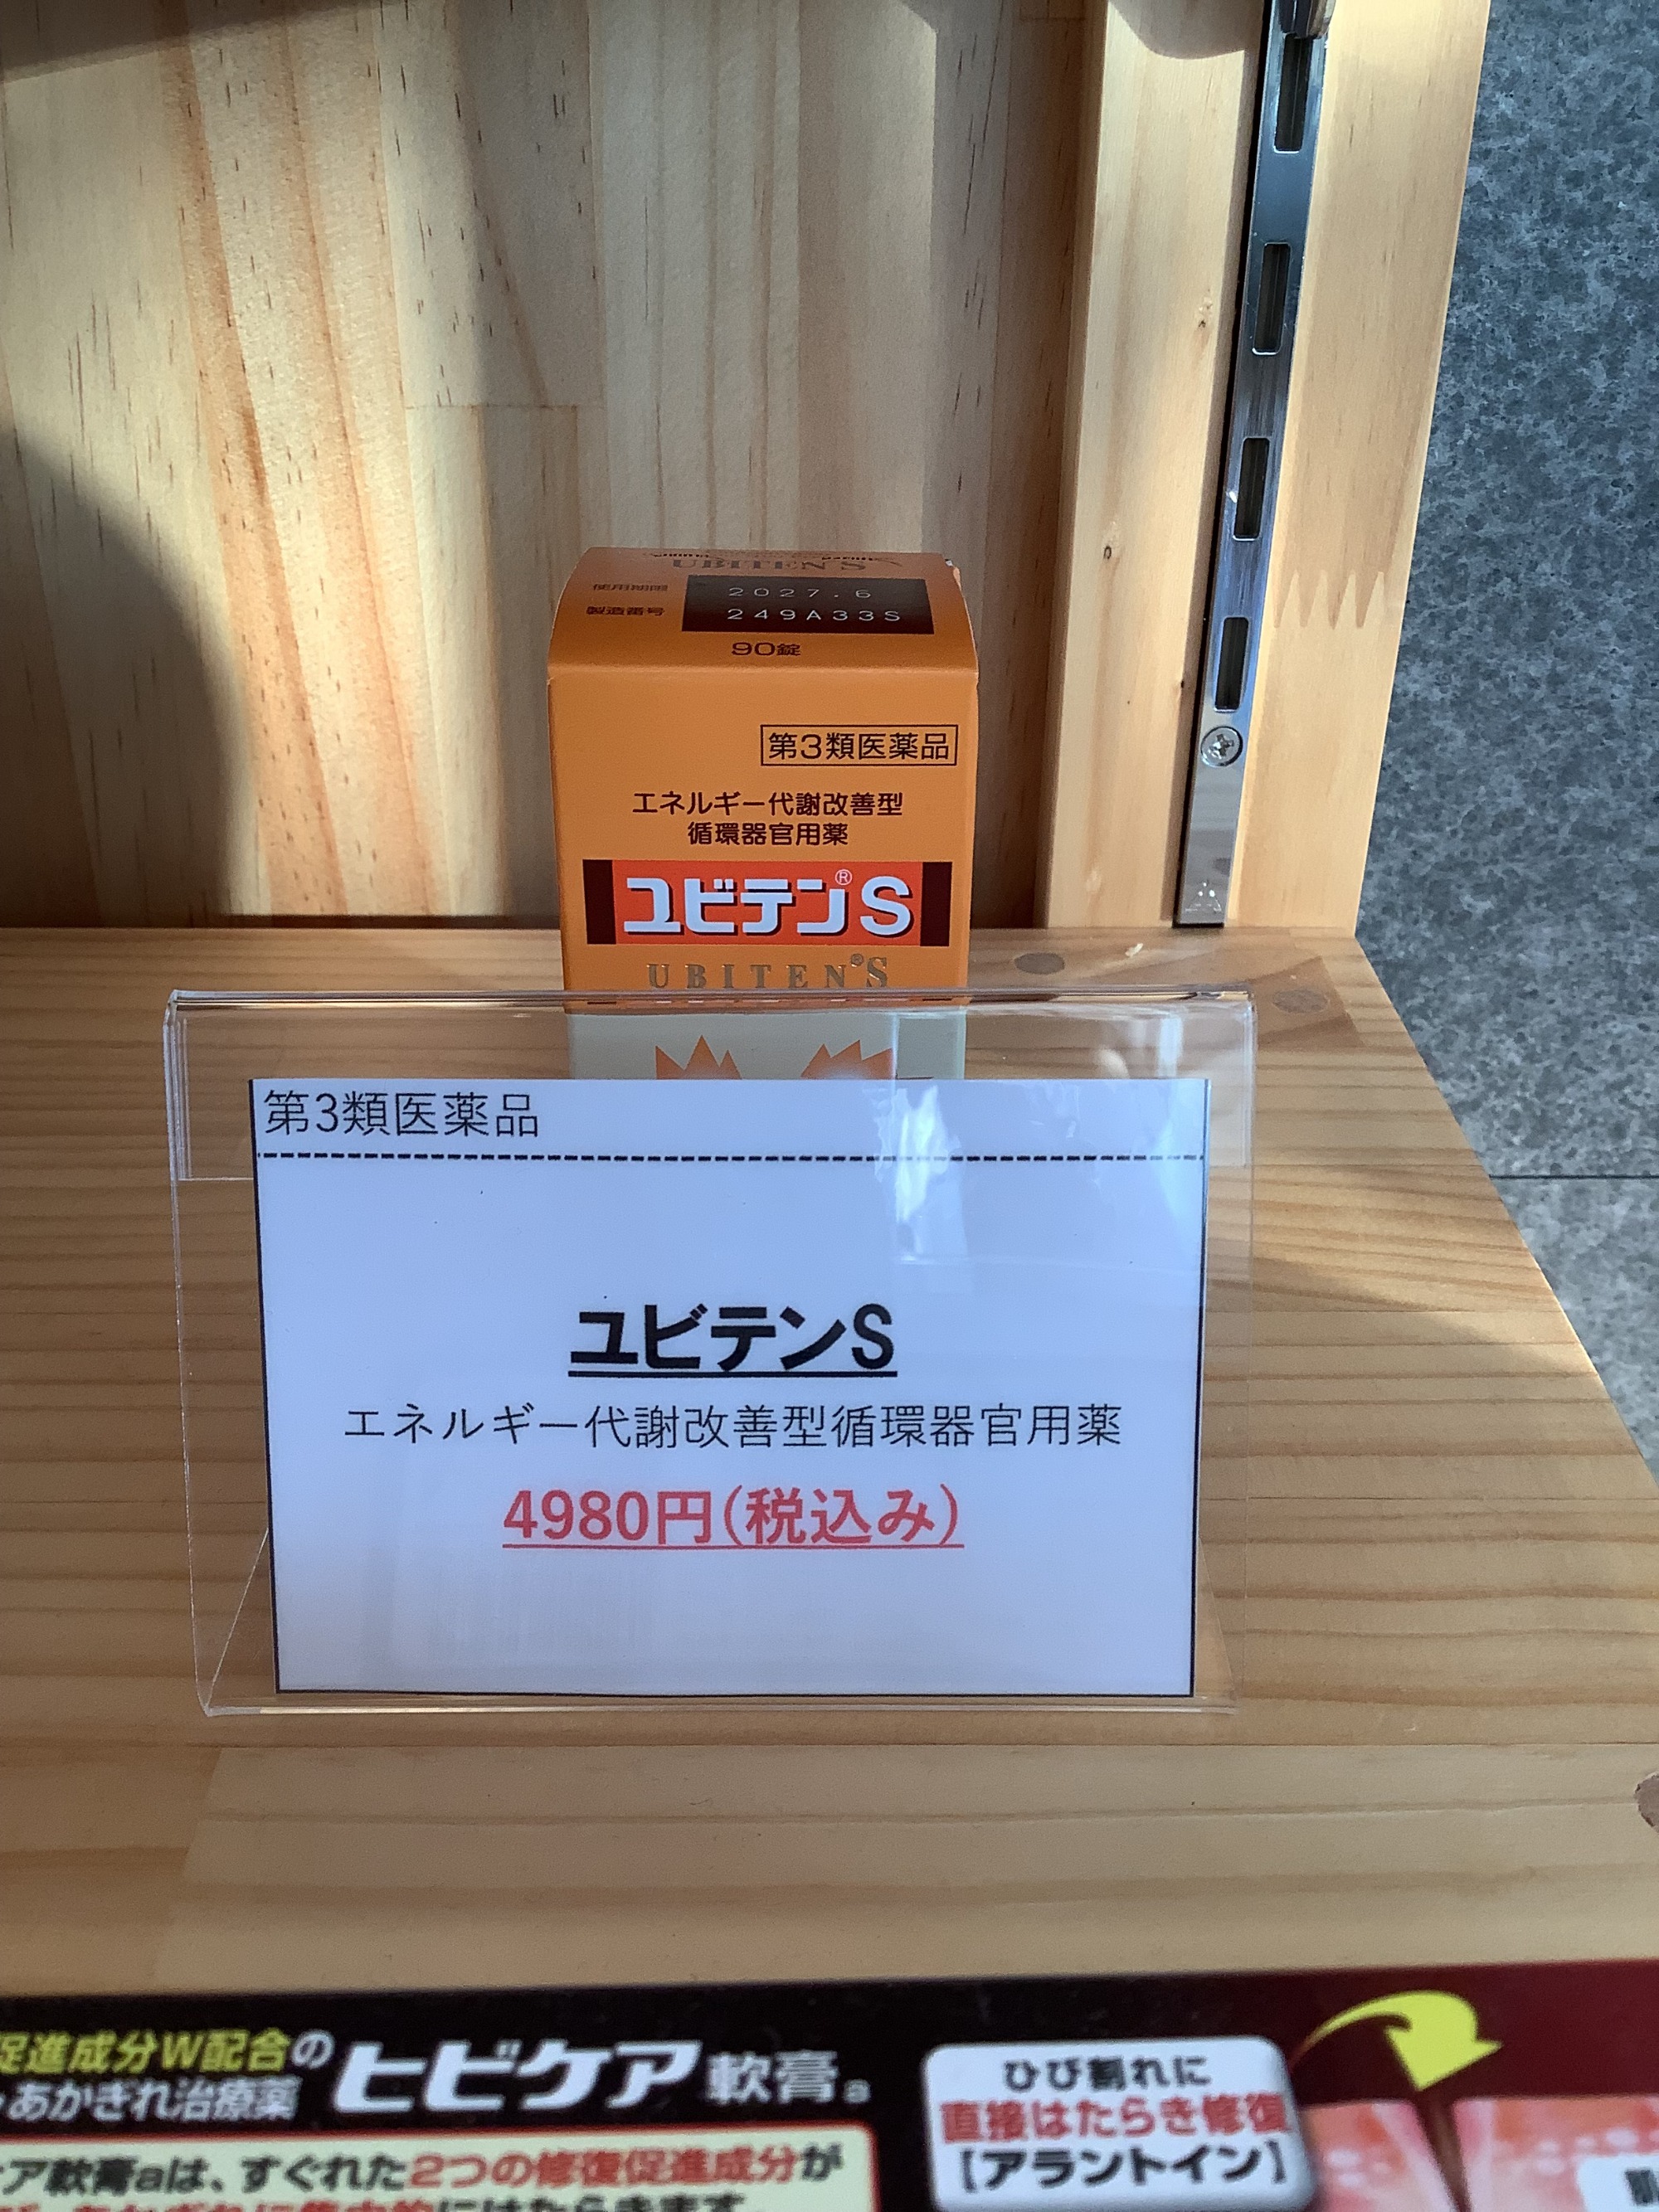 UBITEN'S
使用期限 2027.6
製造番号 249A33S
90錠
第3類医薬品
エネルギー代謝改善型
循環器官用薬
ユビテン®S
UBITEN®S
第3類医薬品
ユビテンS
エネルギー代謝改善型循環器官用薬
4980円(税込み)
促進成分W配合の
あかぎれ治療薬
ヒビケア軟膏a
ひび割れに
直接はたらき修復
[アラントイン]
ア軟膏aは、すぐれた2つの修復促進成分が
にはたらきます。